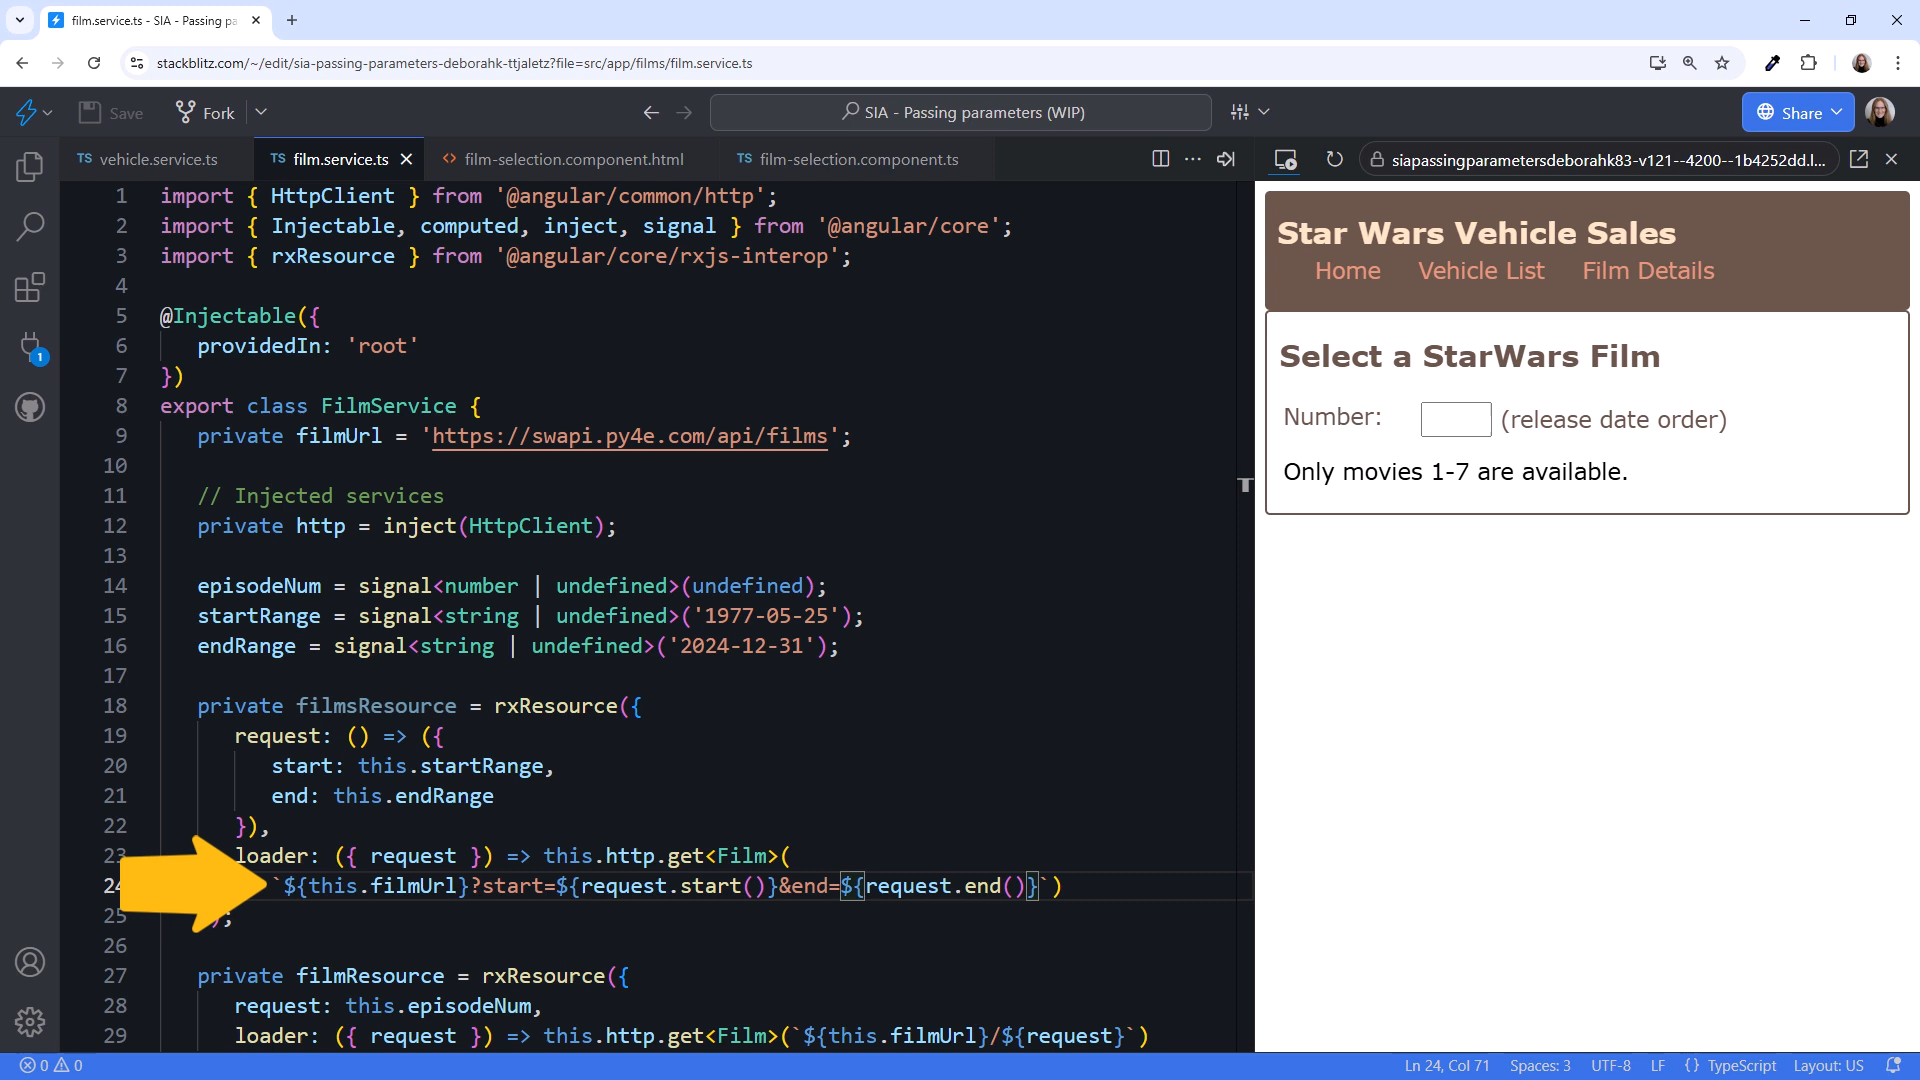 film.service.ts - SIA - Passing pa
stackblitz.com/~/edit/sia-passing-parameters-deborahk-ttjaletz?file=src/app/films/film.service.ts
Save
Fork
SIA - Passing parameters (WIP)
Share
TS vehicle.service.ts
TS film.service.ts
<> film-selection.component.html
TS film-selection.component.ts
siapassingparametersdeborahk83-v121--4200--1b4252dd.l...
1 import { HttpClient } from '@angular/common/http';
2 import { Injectable, computed, inject, signal } from '@angular/core';
3 import { rxResource } from '@angular/core/rxjs-interop';
4
5 @Injectable({
6 providedIn: 'root'
7 })
8 export class FilmService {
9 private filmUrl = 'https://swapi.py4e.com/api/films';
10
11 // Injected services
12 private http = inject(HttpClient);
13
14 episodeNum = signal<number | undefined>(undefined);
15 startRange = signal<string | undefined>('1977-05-25');
16 endRange = signal<string | undefined>('2024-12-31');
17
18 private filmsResource = rxResource({
19 request: () => ({
20 start: this.startRange,
21 end: this.endRange
22 }),
23 loader: ({ request }) => this.http.get<Film>(
24 `${this.filmUrl}?start=${request.start()}&end=${request.end()}`)
25 );
26
27 private filmResource = rxResource({
28 request: this.episodeNum,
29 loader: ({ request }) => this.http.get<Film>(`${this.filmUrl}/${request}`)
1
Star Wars Vehicle Sales
Home Vehicle List Film Details
Select a StarWars Film
Number: (release date order)
Only movies 1-7 are available.
0 0
Ln 24, Col 71 Spaces: 3 UTF-8 LF {} TypeScript Layout: US